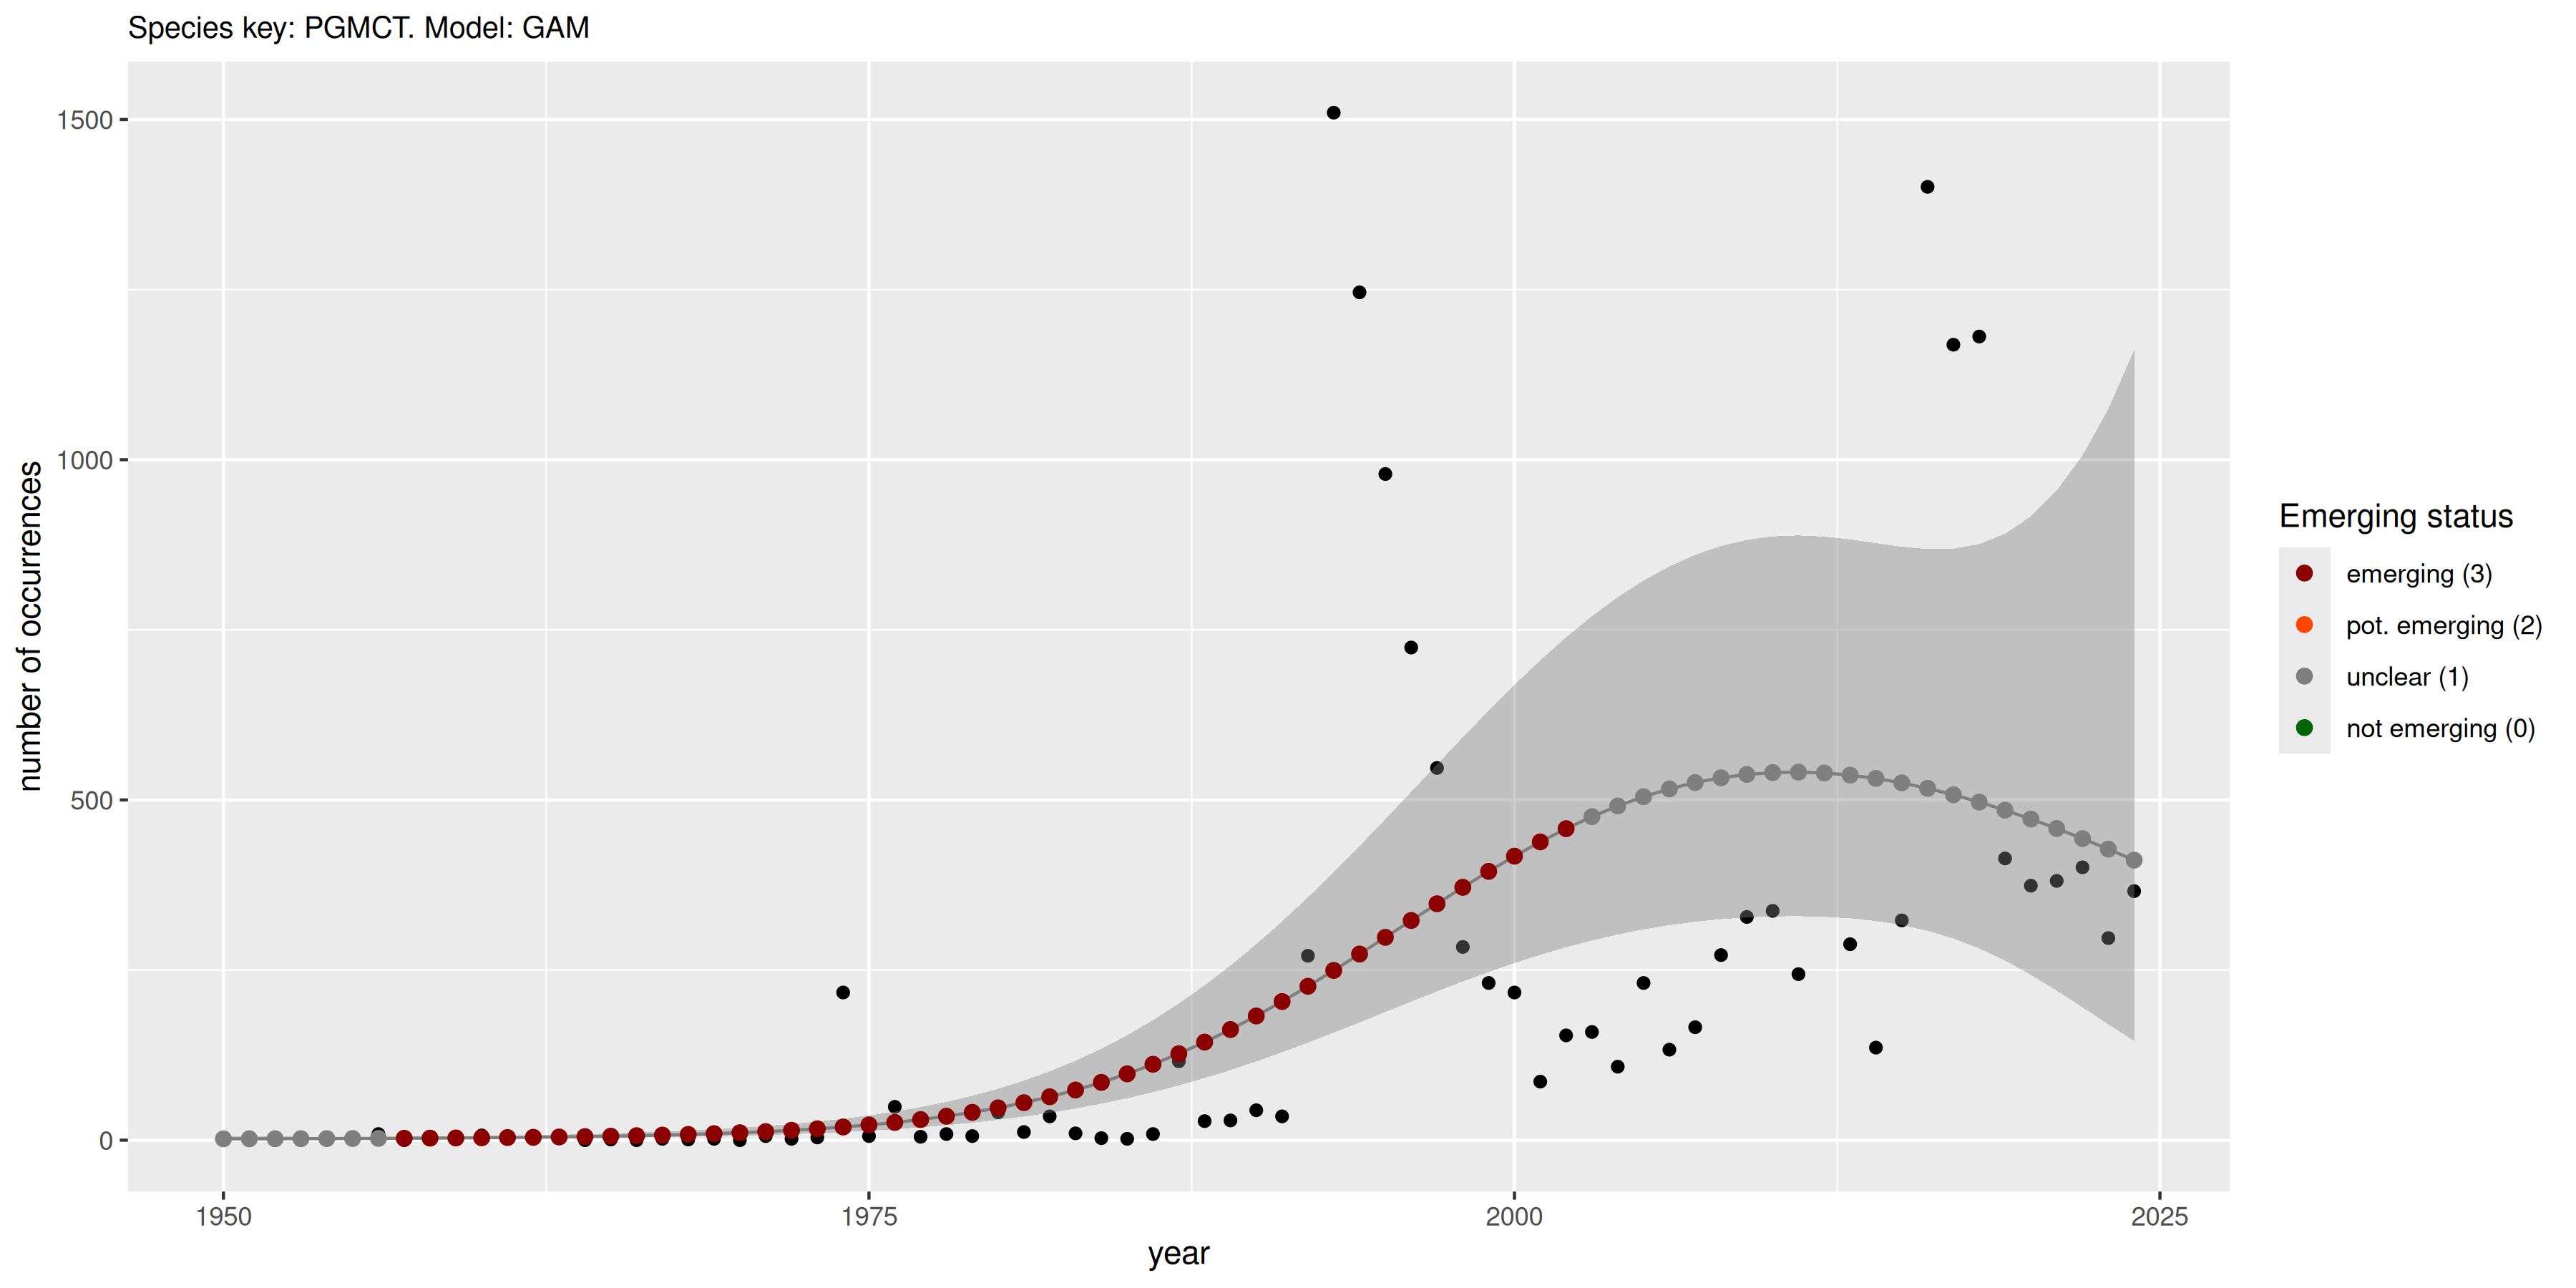 Species key: PGMCT. Model: GAM
1500
1000
500
0
number of occurrences
1950
1975
2000
2025
year
Emerging status
emerging (3)
pot. emerging (2)
unclear (1)
not emerging (0)